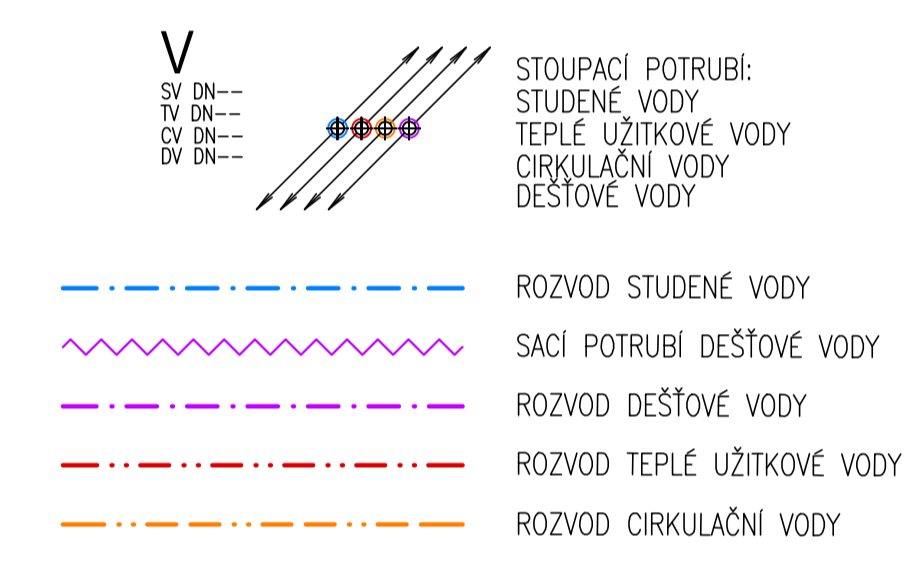 V
SV DN--
TV DN--
CV DN--
DV DN--
STOUPACÍ POTRUBÍ:
STUDENÉ VODY
TEPLÉ UŽITKOVÉ VODY
CIRKULAČNÍ VODY
DEŠŤOVÉ VODY
ROZVOD STUDENÉ VODY
SACÍ POTRUBÍ DEŠŤOVÉ VODY
ROZVOD DEŠŤOVÉ VODY
ROZVOD TEPLÉ UŽITKOVÉ VODY
ROZVOD CIRKULAČNÍ VODY